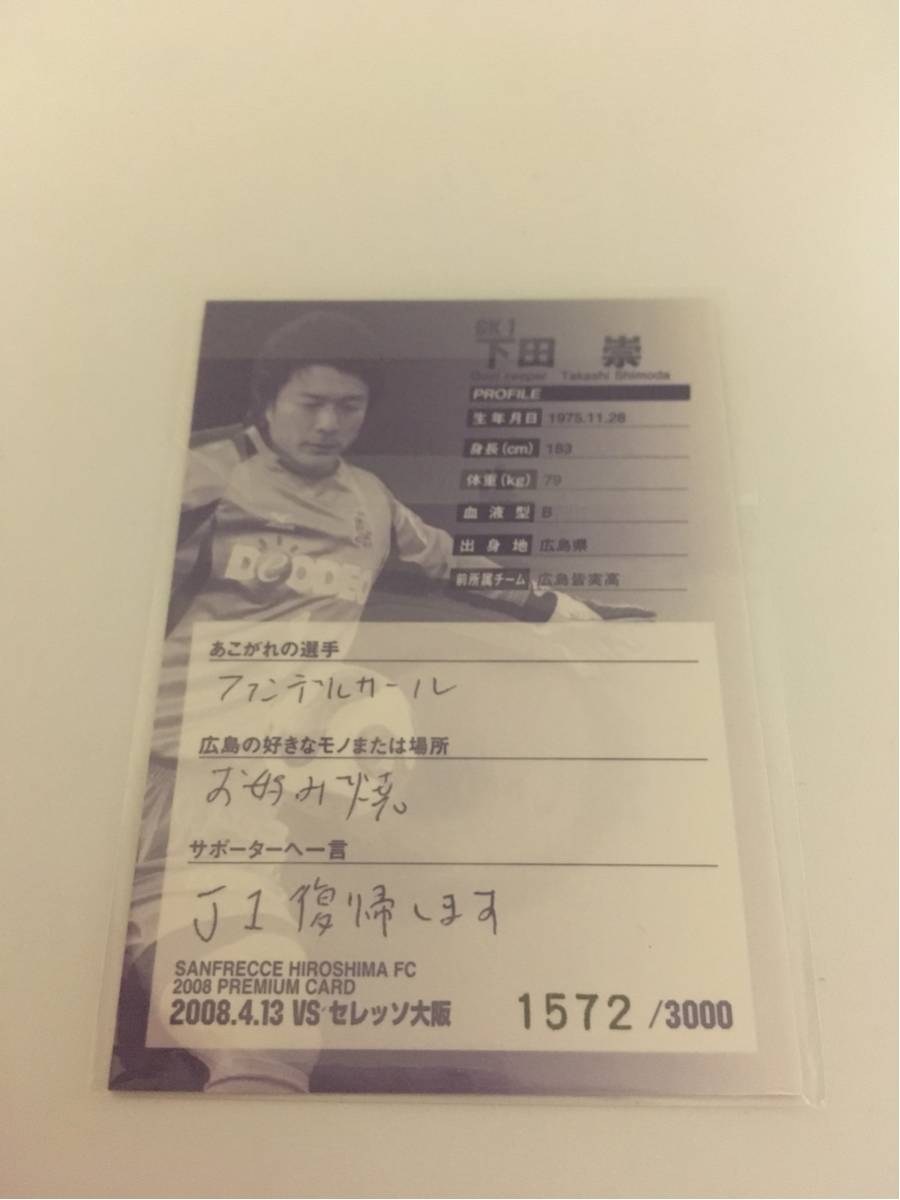 GK 1
下田 崇
Goal Keeper Takashi Shimoda
PROFILE
生年月日 1975.11.28
身長(cm) 183
体重(kg) 79
血液型 B
出身地 広島県
前所属チーム 広島皆実高
あこがれの選手
ファンデルカール
広島の好きなモノまたは場所
お好み焼。
サポーターへ一言
J1復帰します
SANFRECCE HIROSHIMA FC
2008 PREMIUM CARD
2008.4.13 VS セレッソ大阪 1572 /3000